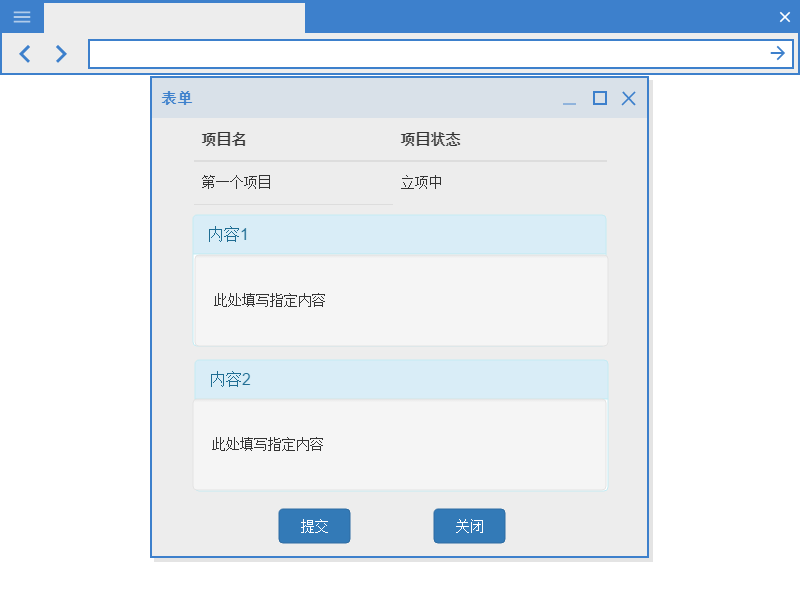 表单
项目名 项目状态
第一个项目 立项中
内容1
此处填写指定内容
内容2
此处填写指定内容
提交 关闭